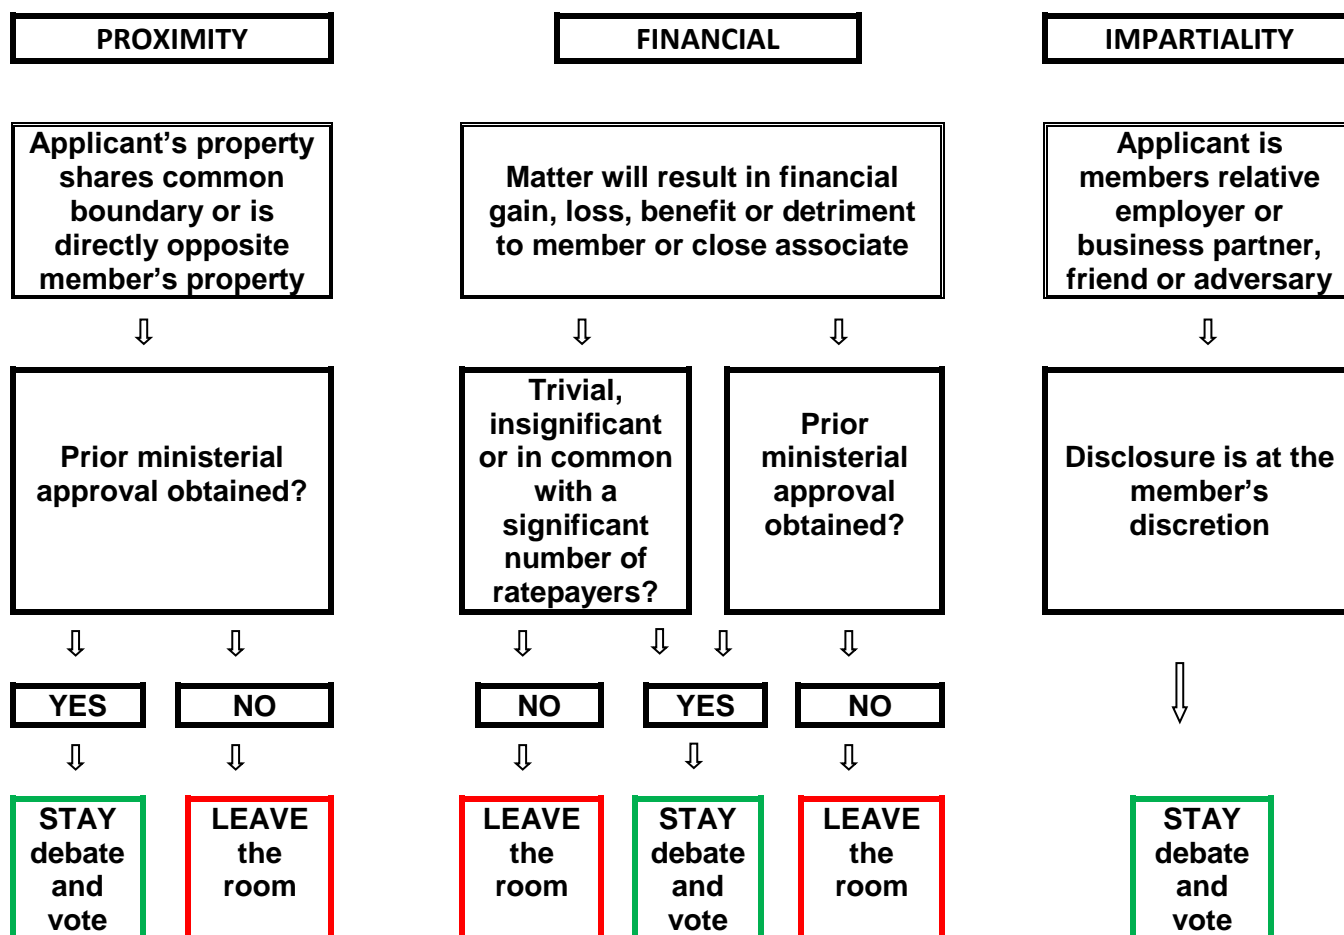 PROXIMITY
FINANCIAL
IMPARTIALITY
Applicant’s property
shares common
boundary or is
directly opposite
member’s property
Matter will result in financial
gain, loss, benefit or detriment
to member or close associate
Applicant is
members relative
employer or
business partner,
friend or adversary
Prior ministerial
approval obtained?
Trivial,
insignificant
or in common
with a
significant
number of
ratepayers?
Prior
ministerial
approval
obtained?
Disclosure is at the
member’s
discretion
YES
NO
NO
YES
NO
STAY
debate
and
vote
LEAVE
the
room
LEAVE
the
room
STAY
debate
and
vote
LEAVE
the
room
STAY
debate
and
vote